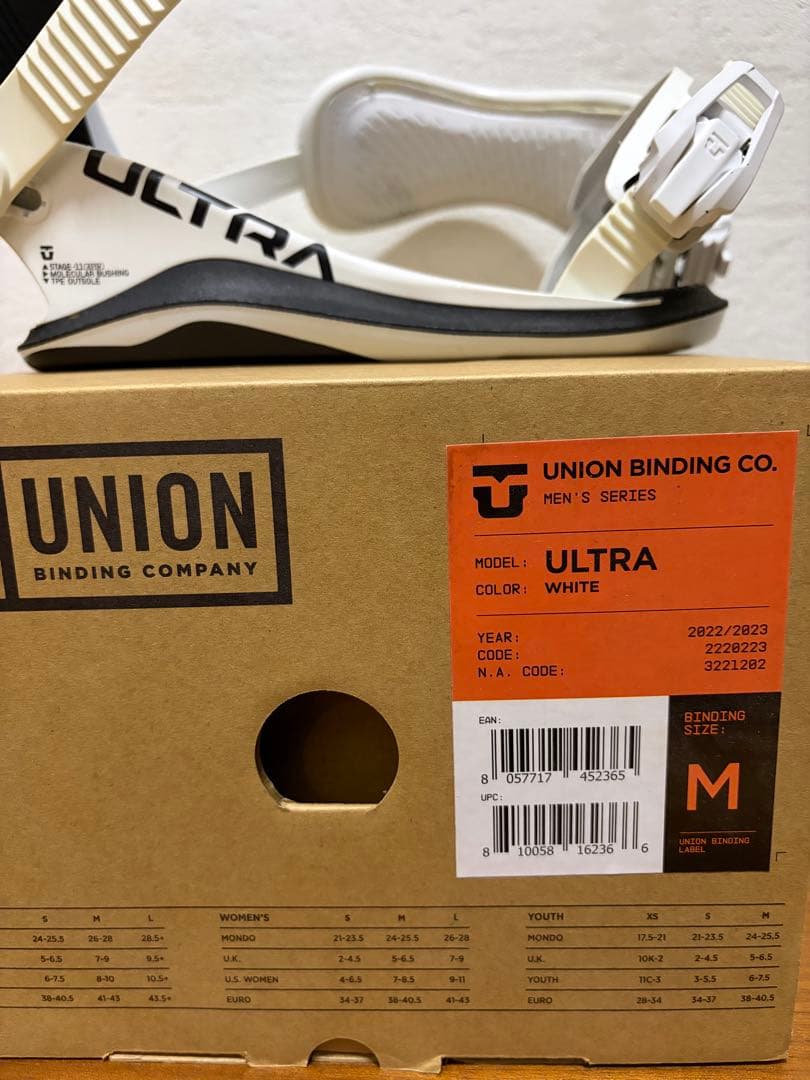 ULTRA
STAGE 11
MOLECULAR BUSHING
TPE OUTSOLE
UNION
BINDING COMPANY
UNION BINDING CO.
MEN'S SERIES
MODEL: ULTRA
COLOR: WHITE
YEAR: 2022/2023
CODE: 2220223
N.A. CODE: 3221202
EAN:
8 057717 452365
UPC:
8 10058 16236 6
BINDING
SIZE:
M
UNION BINDING
LABEL
S M L
24-25.5 26-28 28.5+
5-6.5 7-9 9.5+
6-7.5 8-10 10.5+
38-40.5 41-43 43.5+
WOMEN'S S M L
MONDO 21-23.5 24-25.5 26-28
U.K. 2-4.5 5-6.5 7-9
U.S. WOMEN 4-6.5 7-8.5 9-11
EURO 34-37 38-40.5 41-43
YOUTH XS S M
MONDO 17.5-21 21-23.5 24-25.5
U.K. 10K-2 2-4.5 5-6.5
YOUTH 11C-3 3-5.5 6-7.5
EURO 28-34 34-37 38-40.5